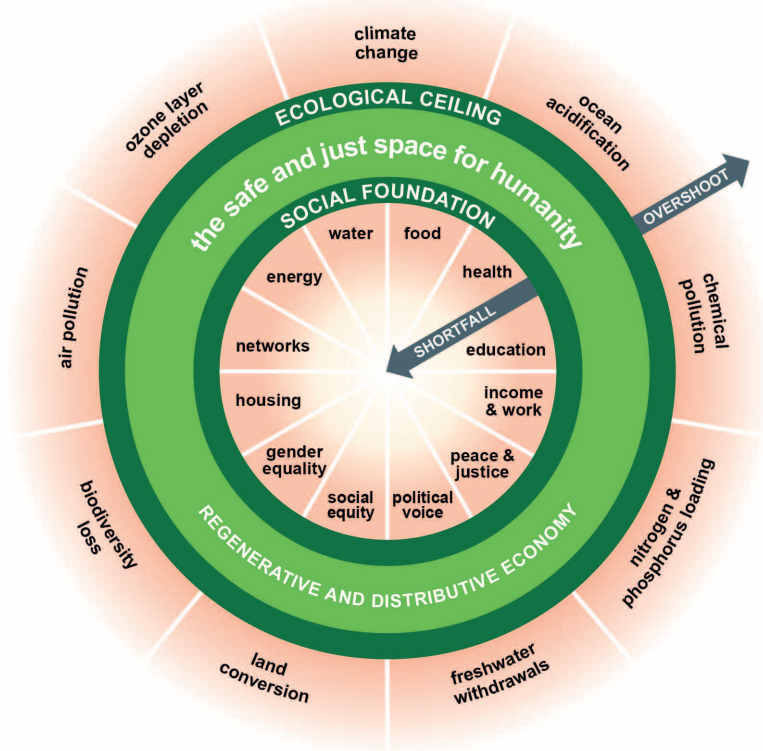 climate
change
ocean
acidification
OVERSHOOT
chemical
pollution
nitrogen &
phosphorus loading
freshwater
withdrawals
land
conversion
biodiversity
loss
air pollution
ozone layer
depletion
ECOLOGICAL CEILING
the safe and just space for humanity
SOCIAL FOUNDATION
water
food
health
SHORTFALL
education
income
& work
peace &
justice
political
voice
social
equity
gender
equality
housing
networks
energy
REGENERATIVE AND DISTRIBUTIVE ECONOMY